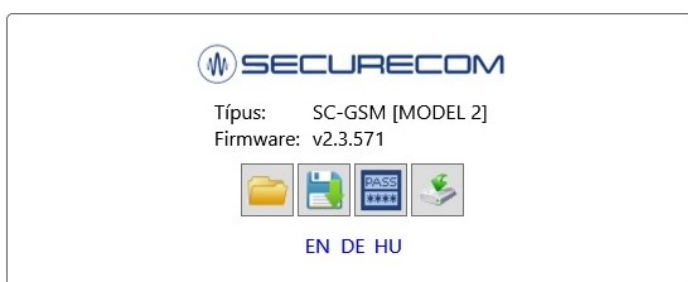 SECURECOM
Típus: SC-GSM [MODEL 2]
Firmware: v2.3.571
PASS
****
EN DE HU